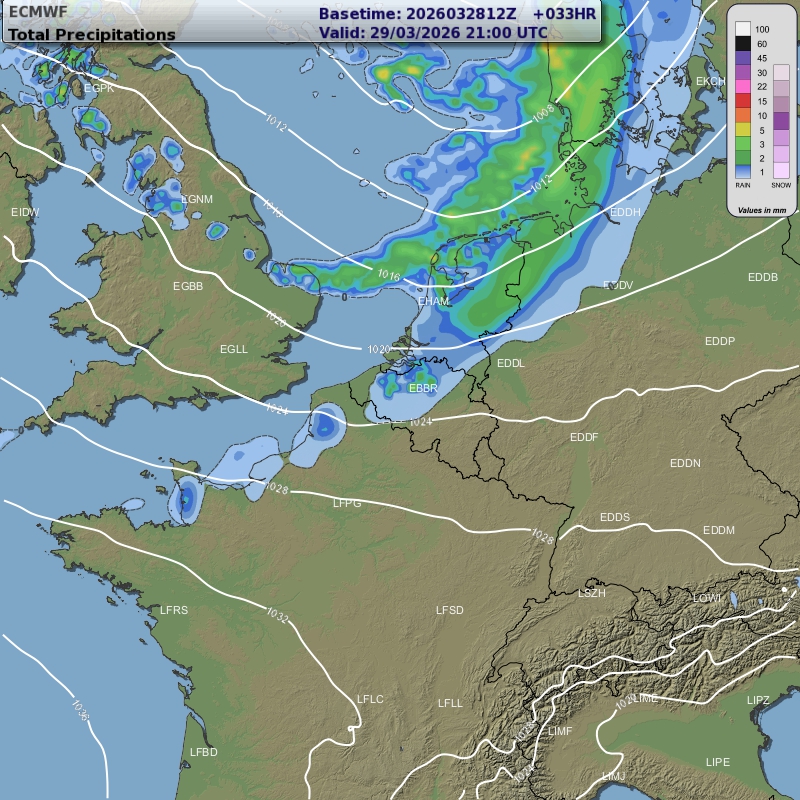 ECMWF
Basetime: 2026032812Z +033HR
Total Precipitations
Valid: 29/03/2026 21:00 UTC
100
60
45
30
22
15
10
5
3
2
1
RAIN
SNOW
Values in mm
EGPK
EKCH
1008
1012
1012
LGNM
1012
EIDW
EDDH
1016
EDDB
EGBB
EDDV
EHAM
1020
EDDP
EGLL
1020
EDDL
EBBR
1024
1024
EDDF
EDDN
1028
LFPG
EDDS
EDDM
1028
LSZH
LOWI
LFRS
LFSD
1032
LFLC
LFLL
LIPZ
1036
LIMF
1028
LFBD
LIPE
LIMJ